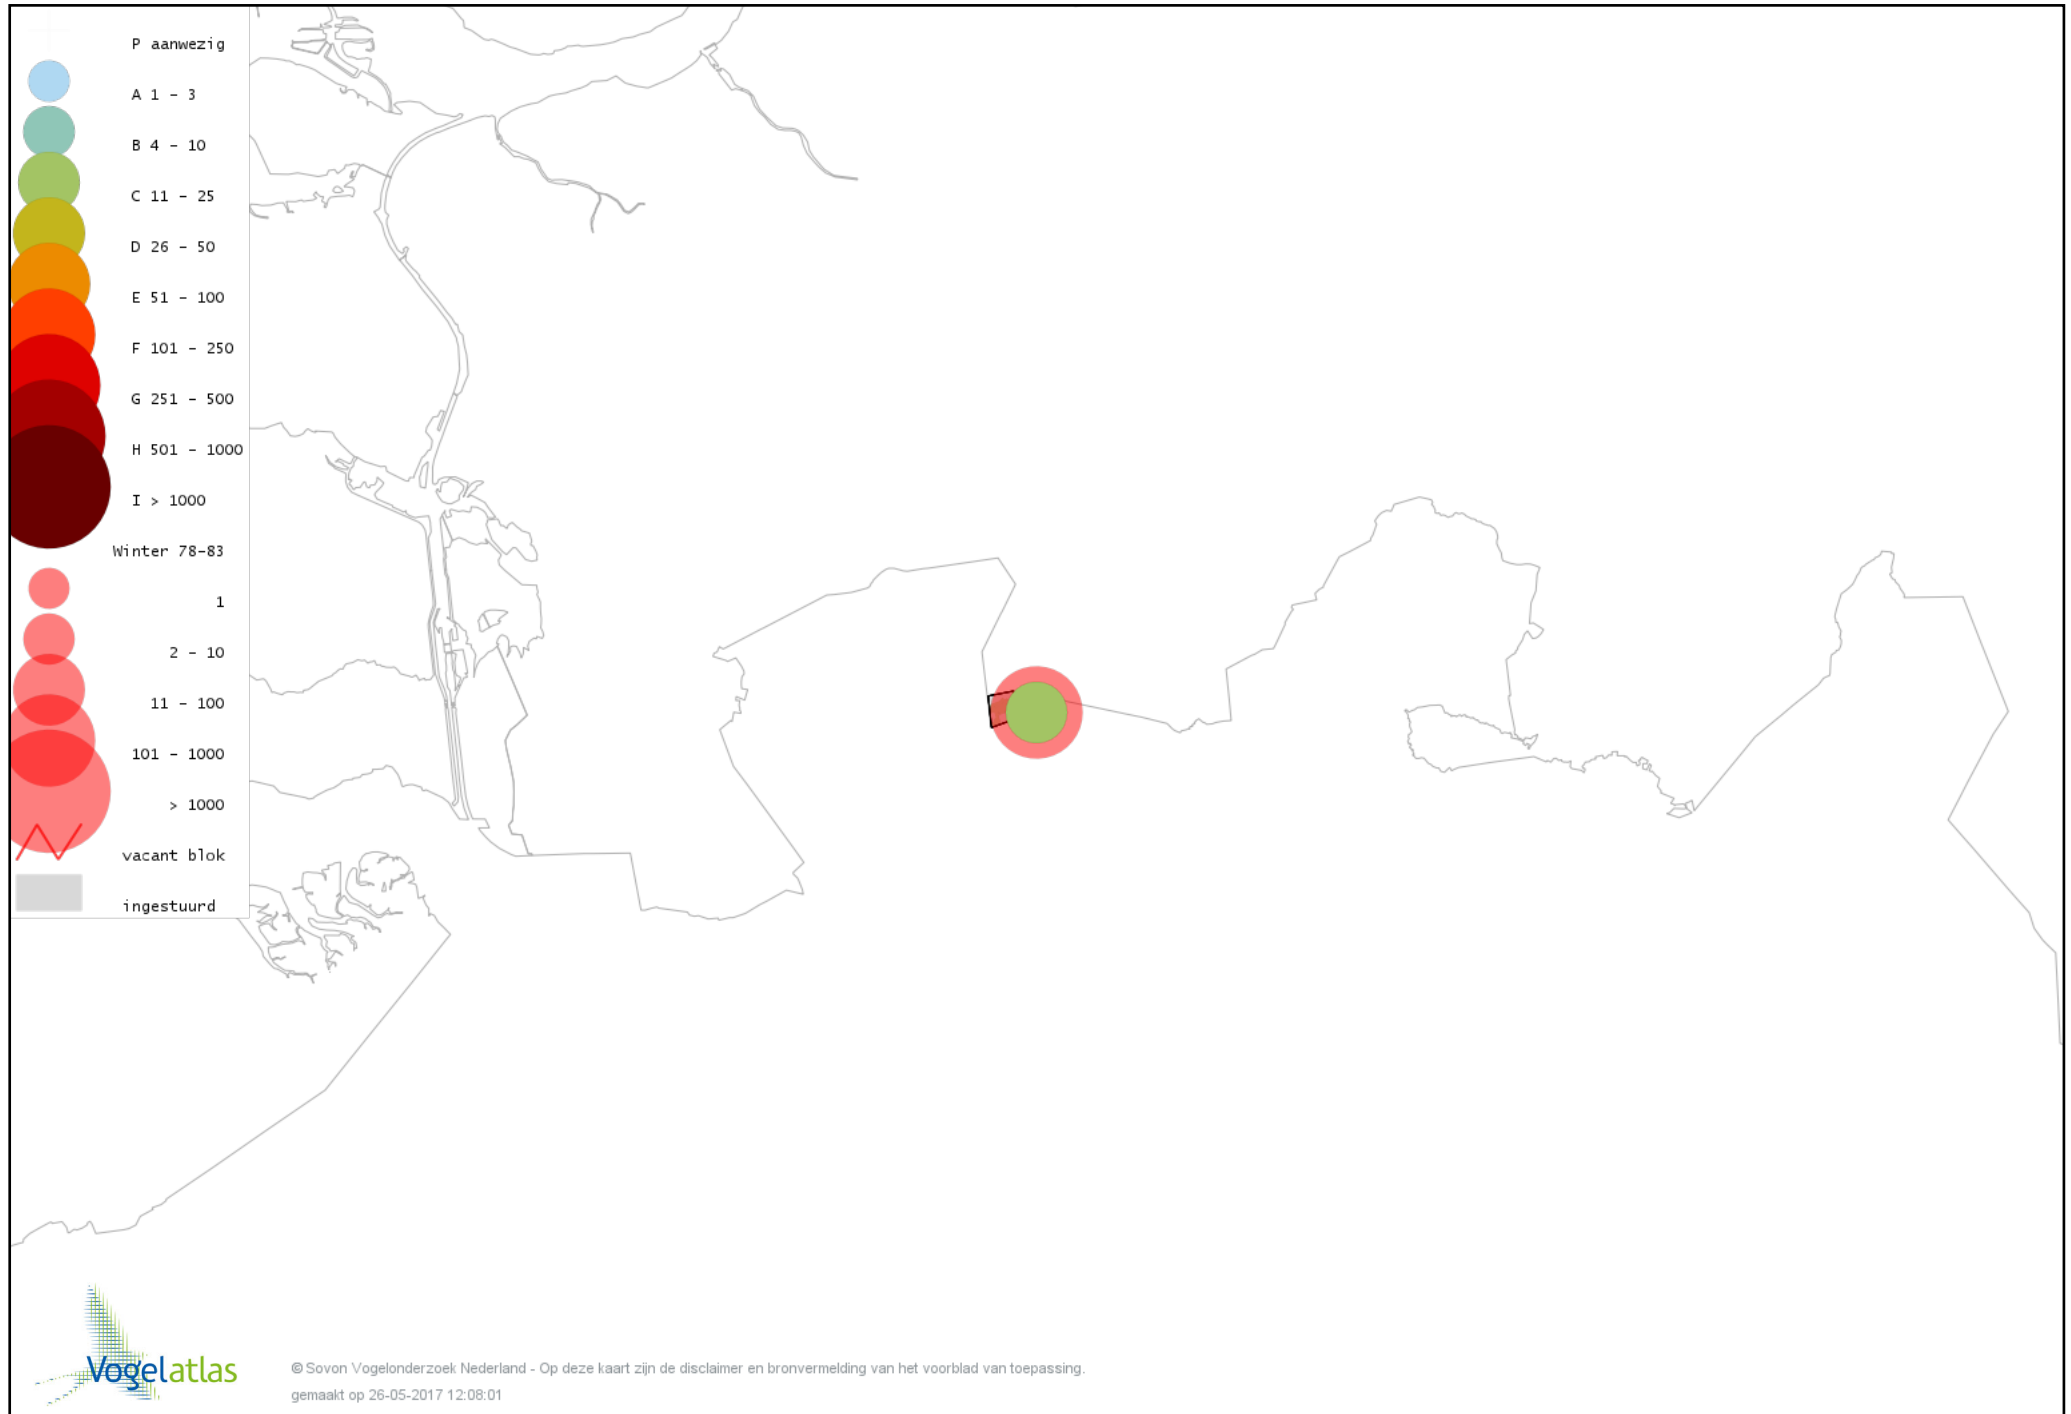 P aanwezig
A 1 - 3
B 4 - 10
C 11 - 25
D 26 - 50
E 51 - 100
F 101 - 250
G 251 - 500
H 501 - 1000
I > 1000
Winter 78-83
1
2 - 10
11 - 100
101 - 1000
> 1000
vacant blok
ingestuurd
Vogelatlas
© Sovon Vogelonderzoek Nederland - Op deze kaart zijn de disclaimer en bronvermelding van het voorblad van toepassing.
gemaakt op 26-05-2017 12:08:01